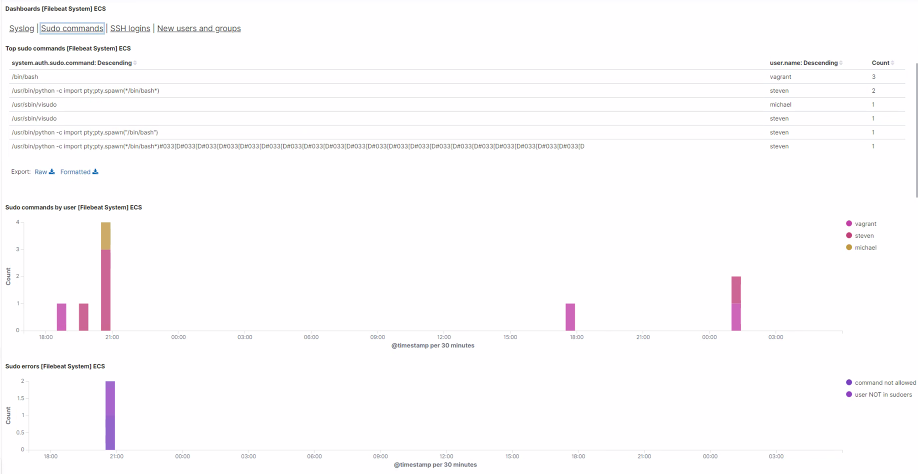 Dashboards [Filebeat System] ECS
Syslog | Sudo commands | SSH logins | New users and groups
Top sudo commands [Filebeat System] ECS
system.auth.sudo.command: Descending user.name: Descending Count
/bin/bash vagrant 3
/usr/bin/python -c import pty;pty.spawn(*/bin/bash*) steven 2
/usr/sbin/visudo michael 1
/usr/sbin/visudo steven 1
/usr/bin/python -c import pty;pty.spawn("/bin/bash") steven 1
/usr/bin/python -c import pty;pty.spawn(*/bin/bash*)#033[D#033[D#033[D#033[D#033[D#033[D#033[D#033[D#033[D#033[D#033[D#033[D#033[D#033[D#033[D#033[D#033[D#033[D#033[D#033[D steven 1
Export: Raw Formatted
Sudo commands by user [Filebeat System] ECS
4
3
2
1
0
Count
18:00 21:00 00:00 03:00 06:00 09:00 12:00 15:00 18:00 21:00 00:00 03:00
@timestamp per 30 minutes
vagrant
steven
michael
Sudo errors [Filebeat System] ECS
2
1.5
1
0.5
0
Count
18:00 21:00 00:00 03:00 06:00 09:00 12:00 15:00 18:00 21:00 00:00 03:00
@timestamp per 30 minutes
command not allowed
user NOT in sudoers